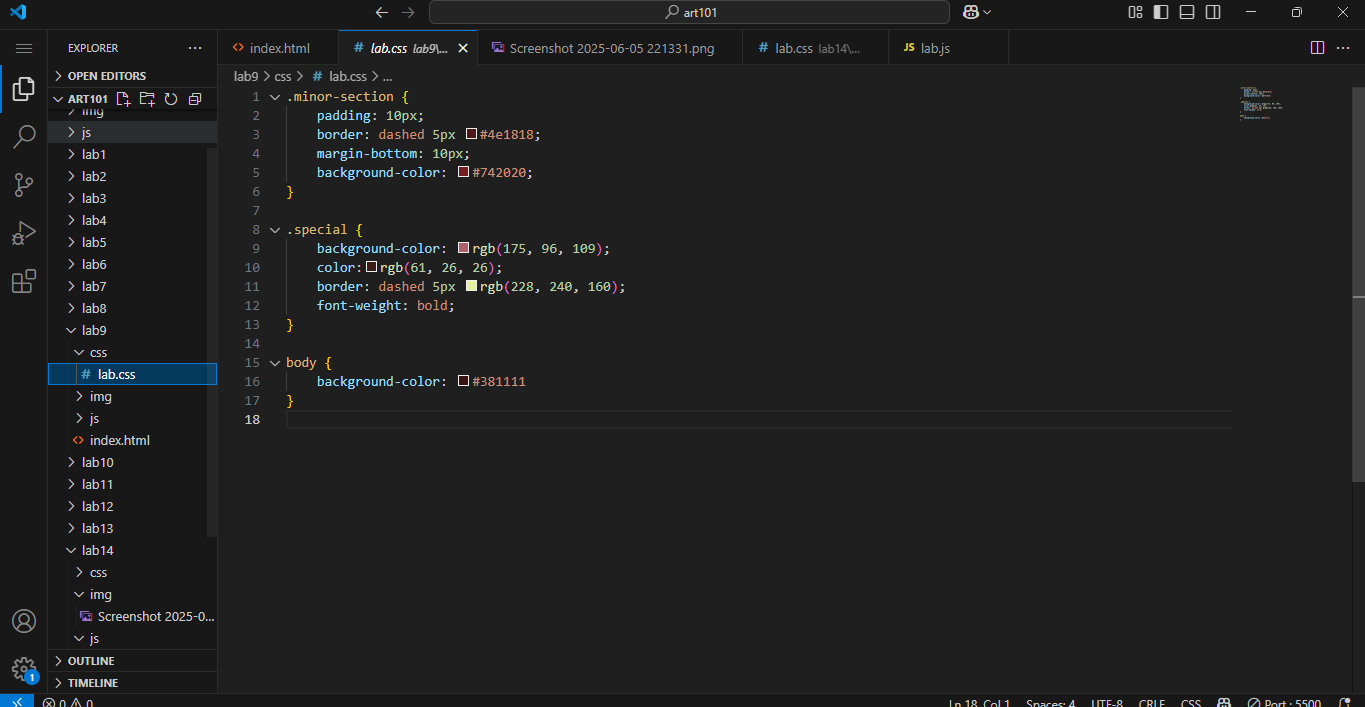 art101
EXPLORER
index.html
lab.css lab9\...
Screenshot 2025-06-05 221331.png
lab.css lab14\...
JS lab.js
OPEN EDITORS
ART101
img
js
lab1
lab2
lab3
lab4
lab5
lab6
lab7
lab8
lab9
css
lab.css
img
js
index.html
lab10
lab11
lab12
lab13
lab14
css
img
Screenshot 2025-0...
js
OUTLINE
TIMELINE
1
lab9 > css > # lab.css > ...
1 .minor-section {
2 padding: 10px;
3 border: dashed 5px #4e1818;
4 margin-bottom: 10px;
5 background-color: #742020;
6 }
7
8 .special {
9 background-color: rgb(175, 96, 109);
10 color: rgb(61, 26, 26);
11 border: dashed 5px rgb(228, 240, 160);
12 font-weight: bold;
13 }
14
15 body {
16 background-color: #381111
17 }
18
0 0
Ln 18, Col 1 Spaces: 4 UTF-8 CRLF CSS Port : 5500